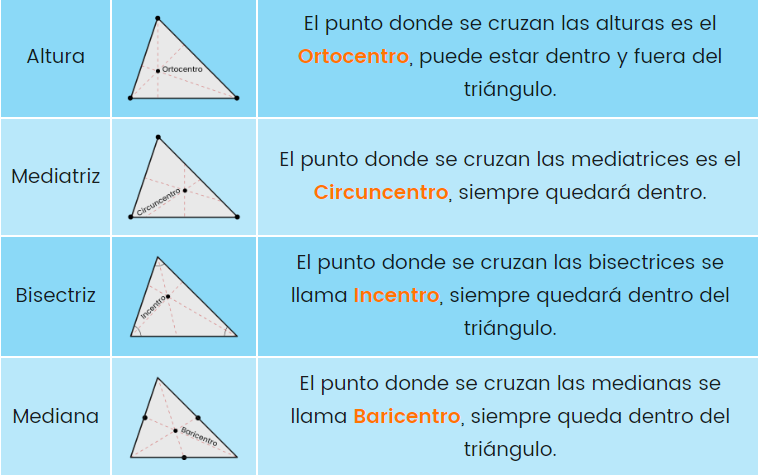 Altura
Ortocentro
El punto donde se cruzan las alturas es el
Ortocentro, puede estar dentro y fuera del
triángulo.
Mediatriz
Circuncentro
El punto donde se cruzan las mediatrices es el
Circuncentro, siempre quedará dentro.
Bisectriz
Incentro
El punto donde se cruzan las bisectrices se
llama Incentro, siempre quedará dentro del
triángulo.
Mediana
Baricentro
El punto donde se cruzan las medianas se
llama Baricentro, siempre queda dentro del
triángulo.